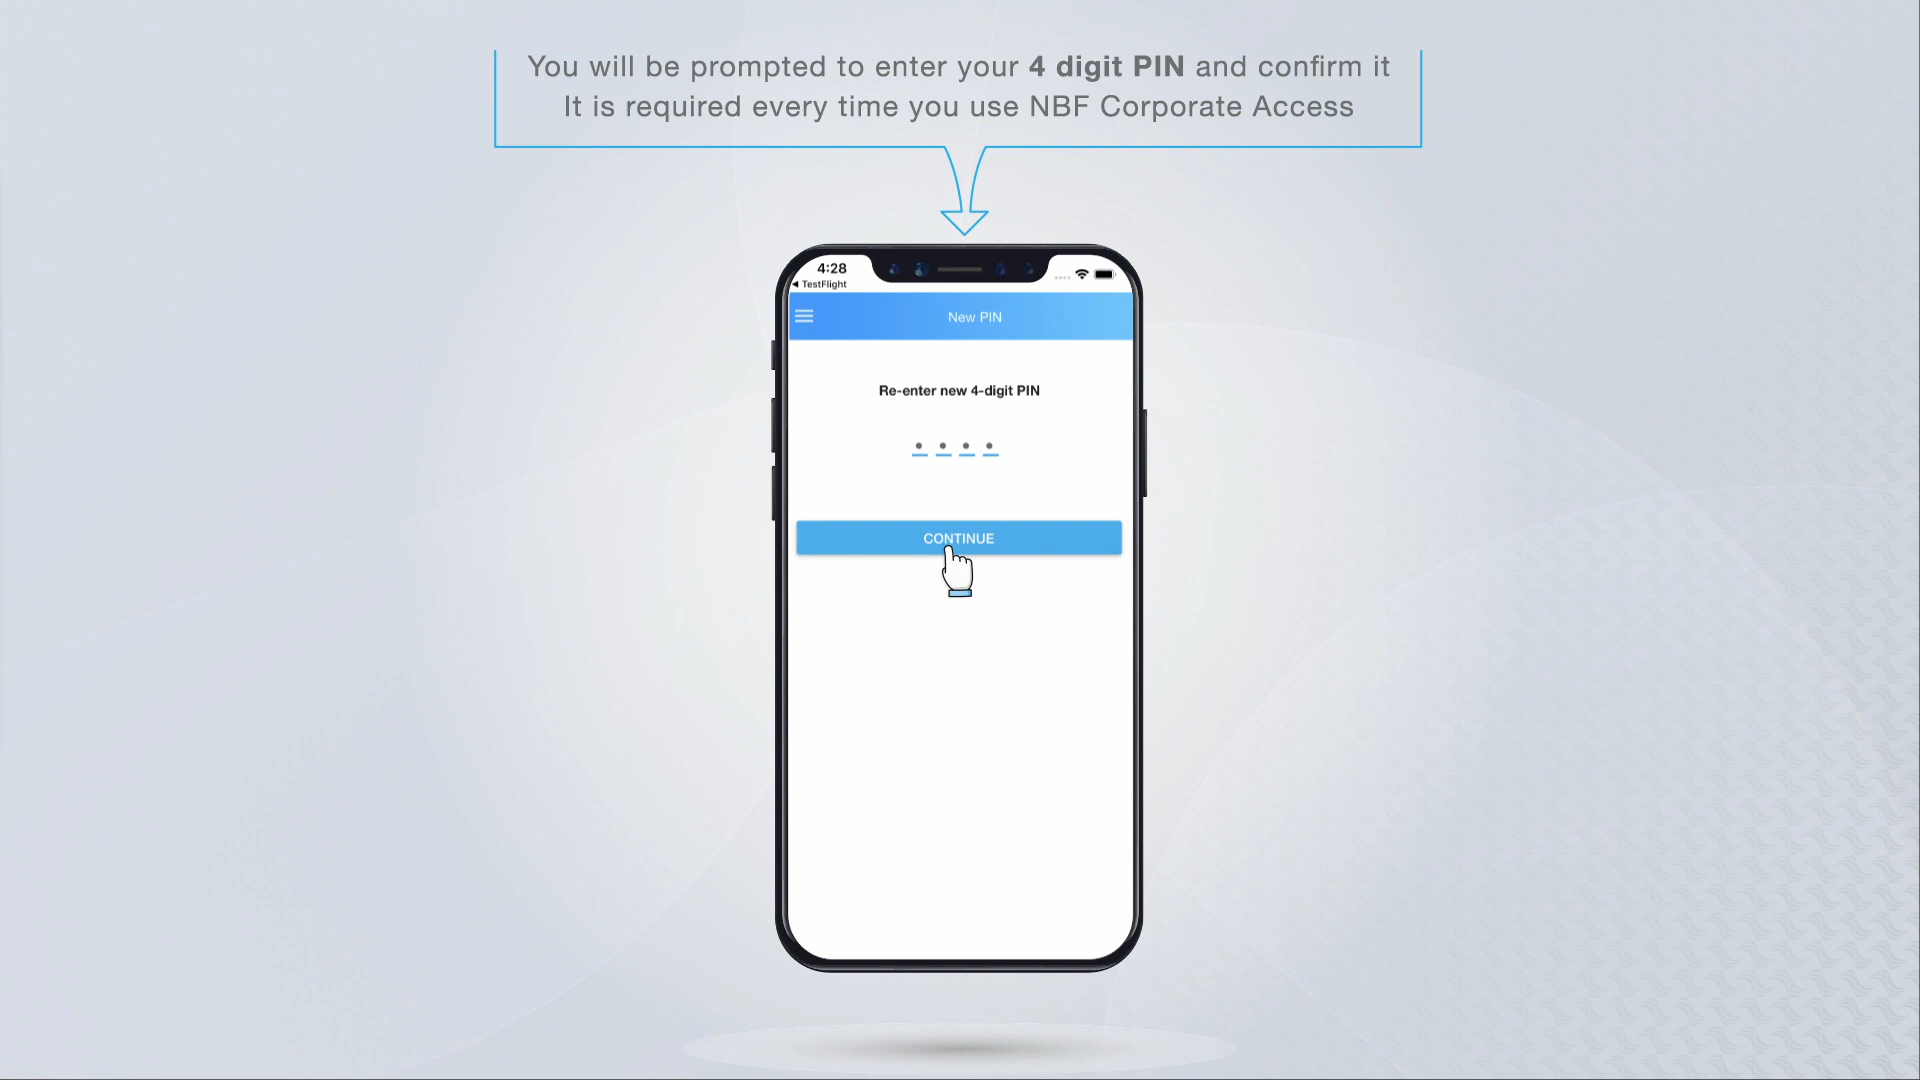 You will be prompted to enter your 4 digit PIN and confirm it
It is required every time you use NBF Corporate Access
4:28
TestFlight
New PIN
Re-enter new 4-digit PIN
CONTINUE